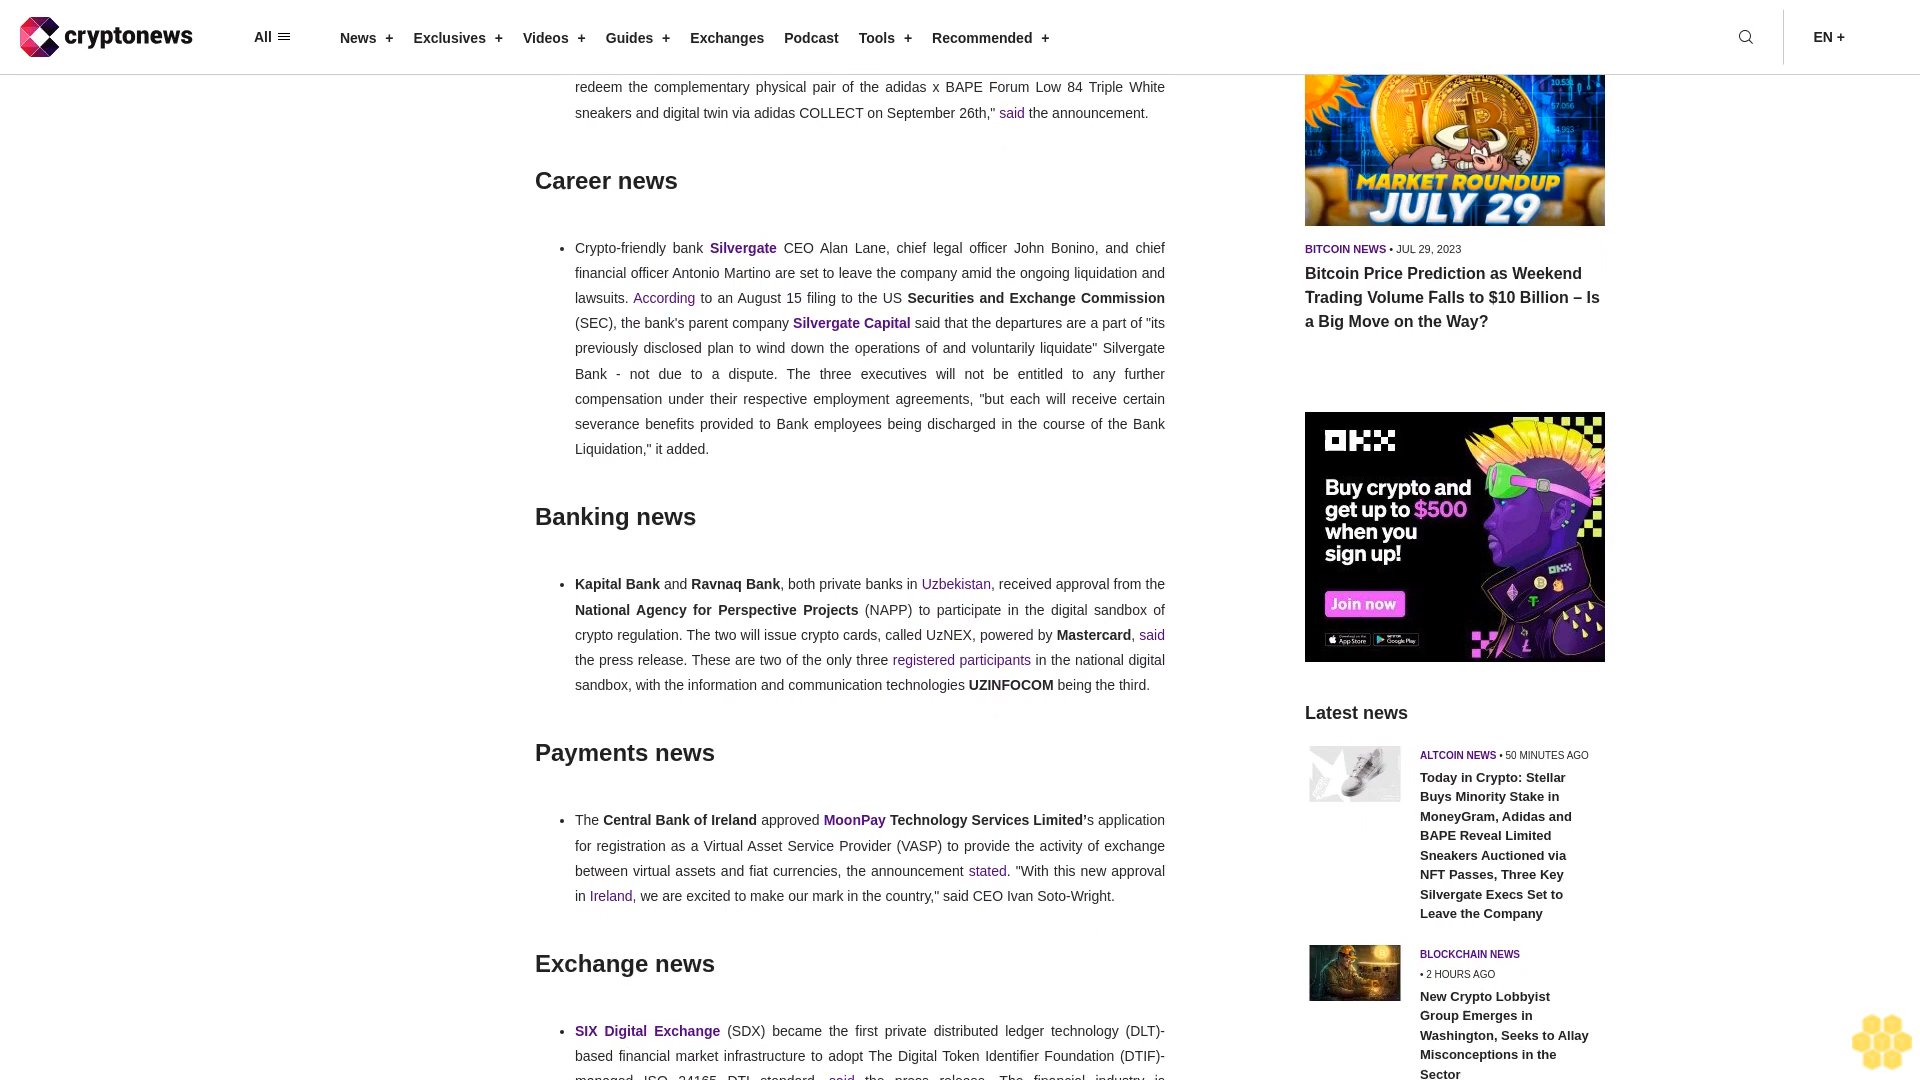 cryptonews
All
News +
Exclusives +
Videos +
Guides +
Exchanges
Podcast
Tools +
Recommended +
EN +
redeem the complementary physical pair of the adidas x BAPE Forum Low 84 Triple White
sneakers and digital twin via adidas COLLECT on September 26th," said the announcement.
Career news
• Crypto-friendly bank Silvergate CEO Alan Lane, chief legal officer John Bonino, and chief
financial officer Antonio Martino are set to leave the company amid the ongoing liquidation and
lawsuits. According to an August 15 filing to the US Securities and Exchange Commission
(SEC), the bank's parent company Silvergate Capital said that the departures are a part of "its
previously disclosed plan to wind down the operations of and voluntarily liquidate" Silvergate
Bank - not due to a dispute. The three executives will not be entitled to any further
compensation under their respective employment agreements, "but each will receive certain
severance benefits provided to Bank employees being discharged in the course of the Bank
Liquidation," it added.
Banking news
• Kapital Bank and Ravnaq Bank, both private banks in Uzbekistan, received approval from the
National Agency for Perspective Projects (NAPP) to participate in the digital sandbox of
crypto regulation. The two will issue crypto cards, called UzNEX, powered by Mastercard, said
the press release. These are two of the only three registered participants in the national digital
sandbox, with the information and communication technologies UZINFOCOM being the third.
Payments news
• The Central Bank of Ireland approved MoonPay Technology Services Limited's application
for registration as a Virtual Asset Service Provider (VASP) to provide the activity of exchange
between virtual assets and fiat currencies, the announcement stated. "With this new approval
in Ireland, we are excited to make our mark in the country," said CEO Ivan Soto-Wright.
Exchange news
• SIX Digital Exchange (SDX) became the first private distributed ledger technology (DLT)-
based financial market infrastructure to adopt The Digital Token Identifier Foundation (DTIF)-
managed ISO 24165 DTI standard, said the press release. The financial industry is
MARKET ROUNDUP
JULY 29
BITCOIN NEWS • JUL 29, 2023
Bitcoin Price Prediction as Weekend
Trading Volume Falls to $10 Billion – Is
a Big Move on the Way?
OKX
Buy crypto and
get up to $500
when you
sign up!
Join now
App Store
Google Play
Latest news
ALTCOIN NEWS • 50 MINUTES AGO
Today in Crypto: Stellar
Buys Minority Stake in
MoneyGram, Adidas and
BAPE Reveal Limited
Sneakers Auctioned via
NFT Passes, Three Key
Silvergate Execs Set to
Leave the Company
BLOCKCHAIN NEWS
• 2 HOURS AGO
New Crypto Lobbyist
Group Emerges in
Washington, Seeks to Allay
Misconceptions in the
Sector